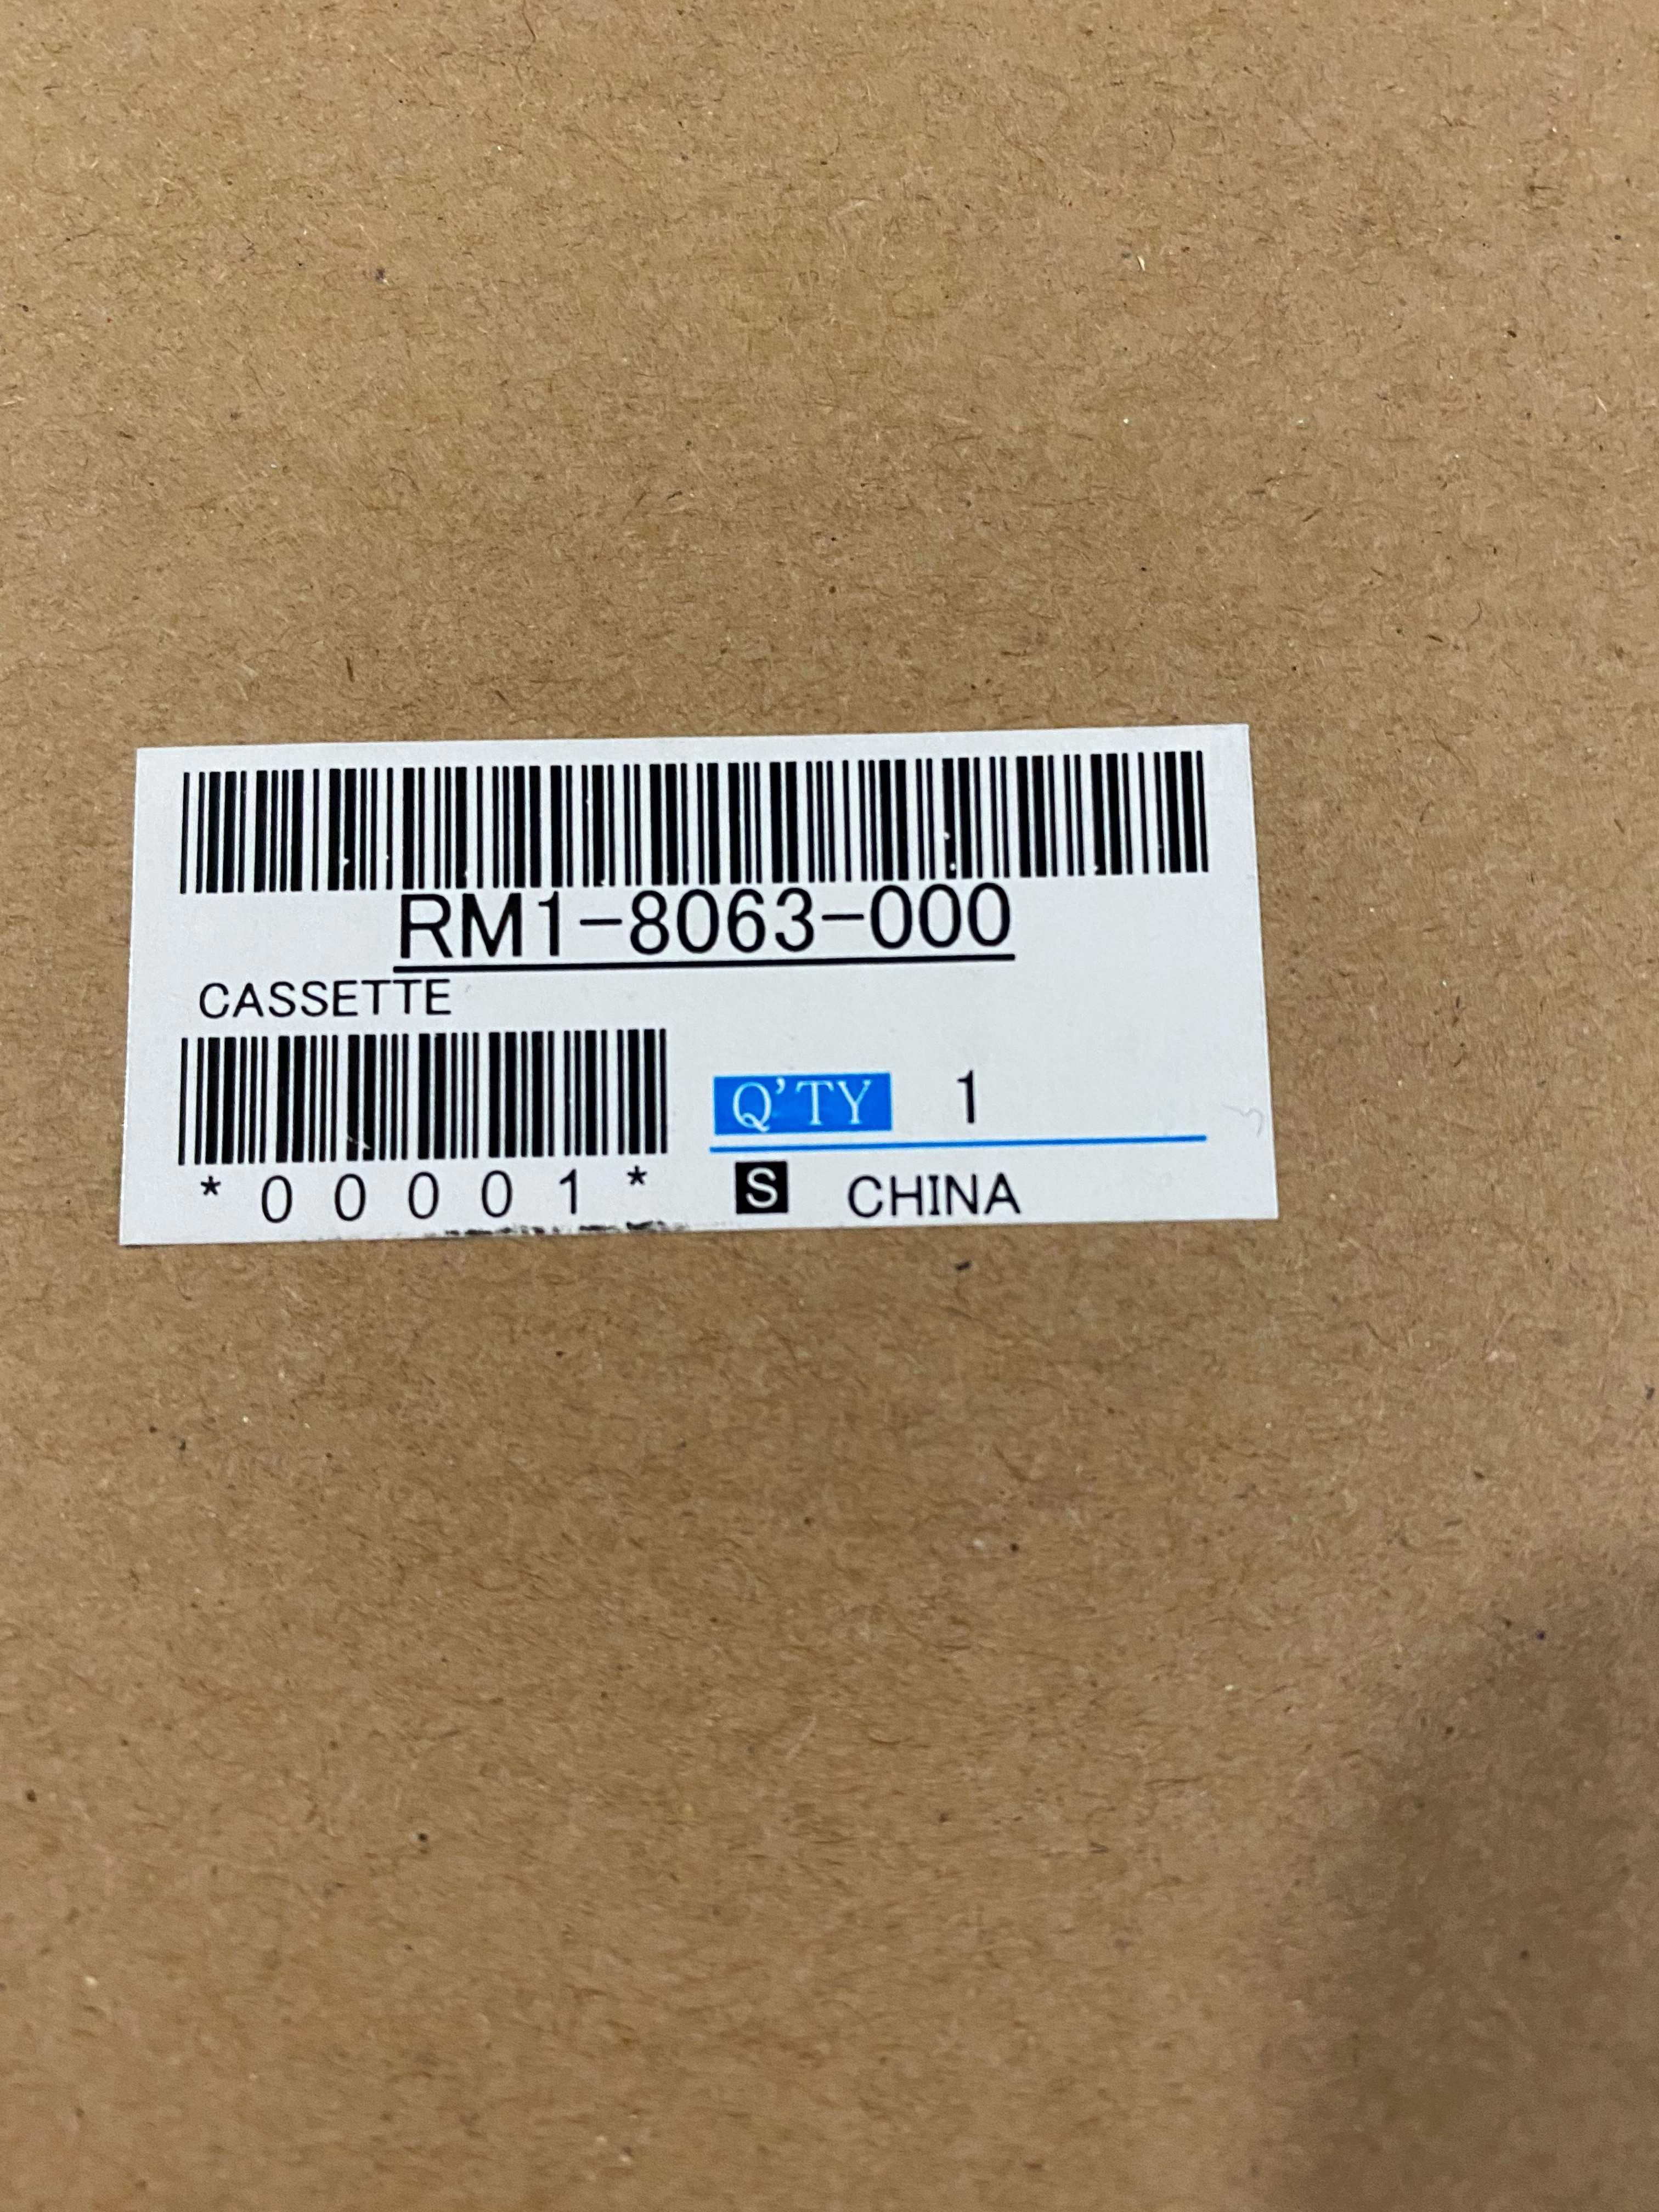 RM1-8063-000
CASSETTE
Q'TY 1
*00001*
S CHINA